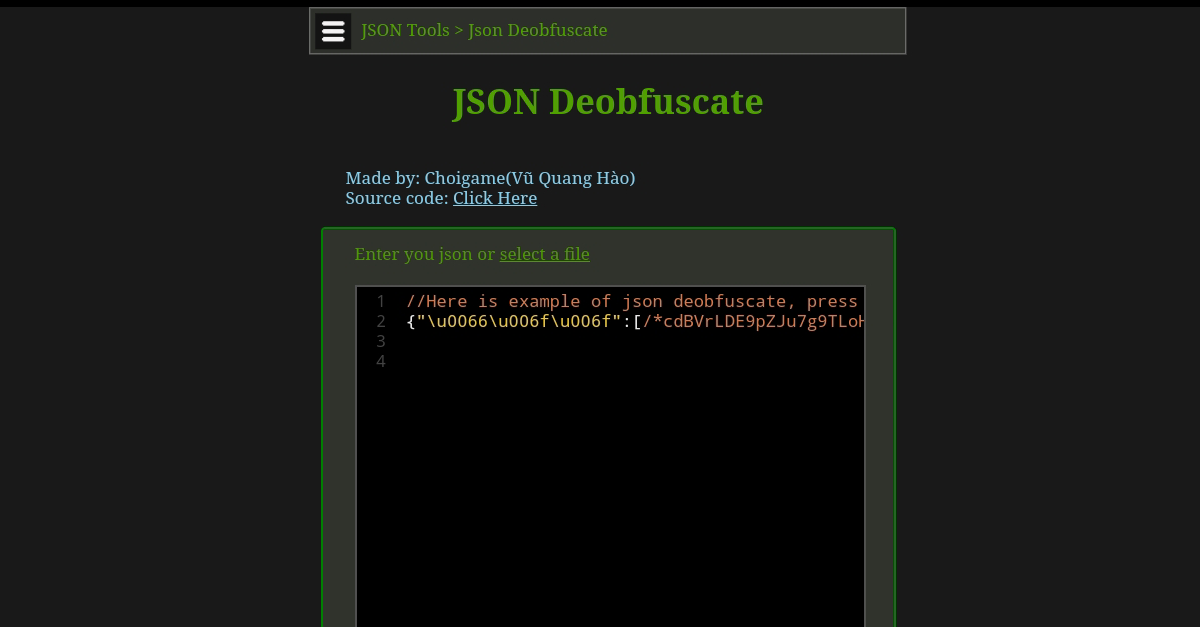 JSON Tools > Json Deobfuscate
JSON Deobfuscate
Made by: Choigame(Vũ Quang Hào)
Source code: Click Here
Enter you json or select a file
1 //Here is example of json deobfuscate, press
2 {"\u0066\u006f\u006f":[/*cdBVrLDE9pZJu7g9TLoH
3
4